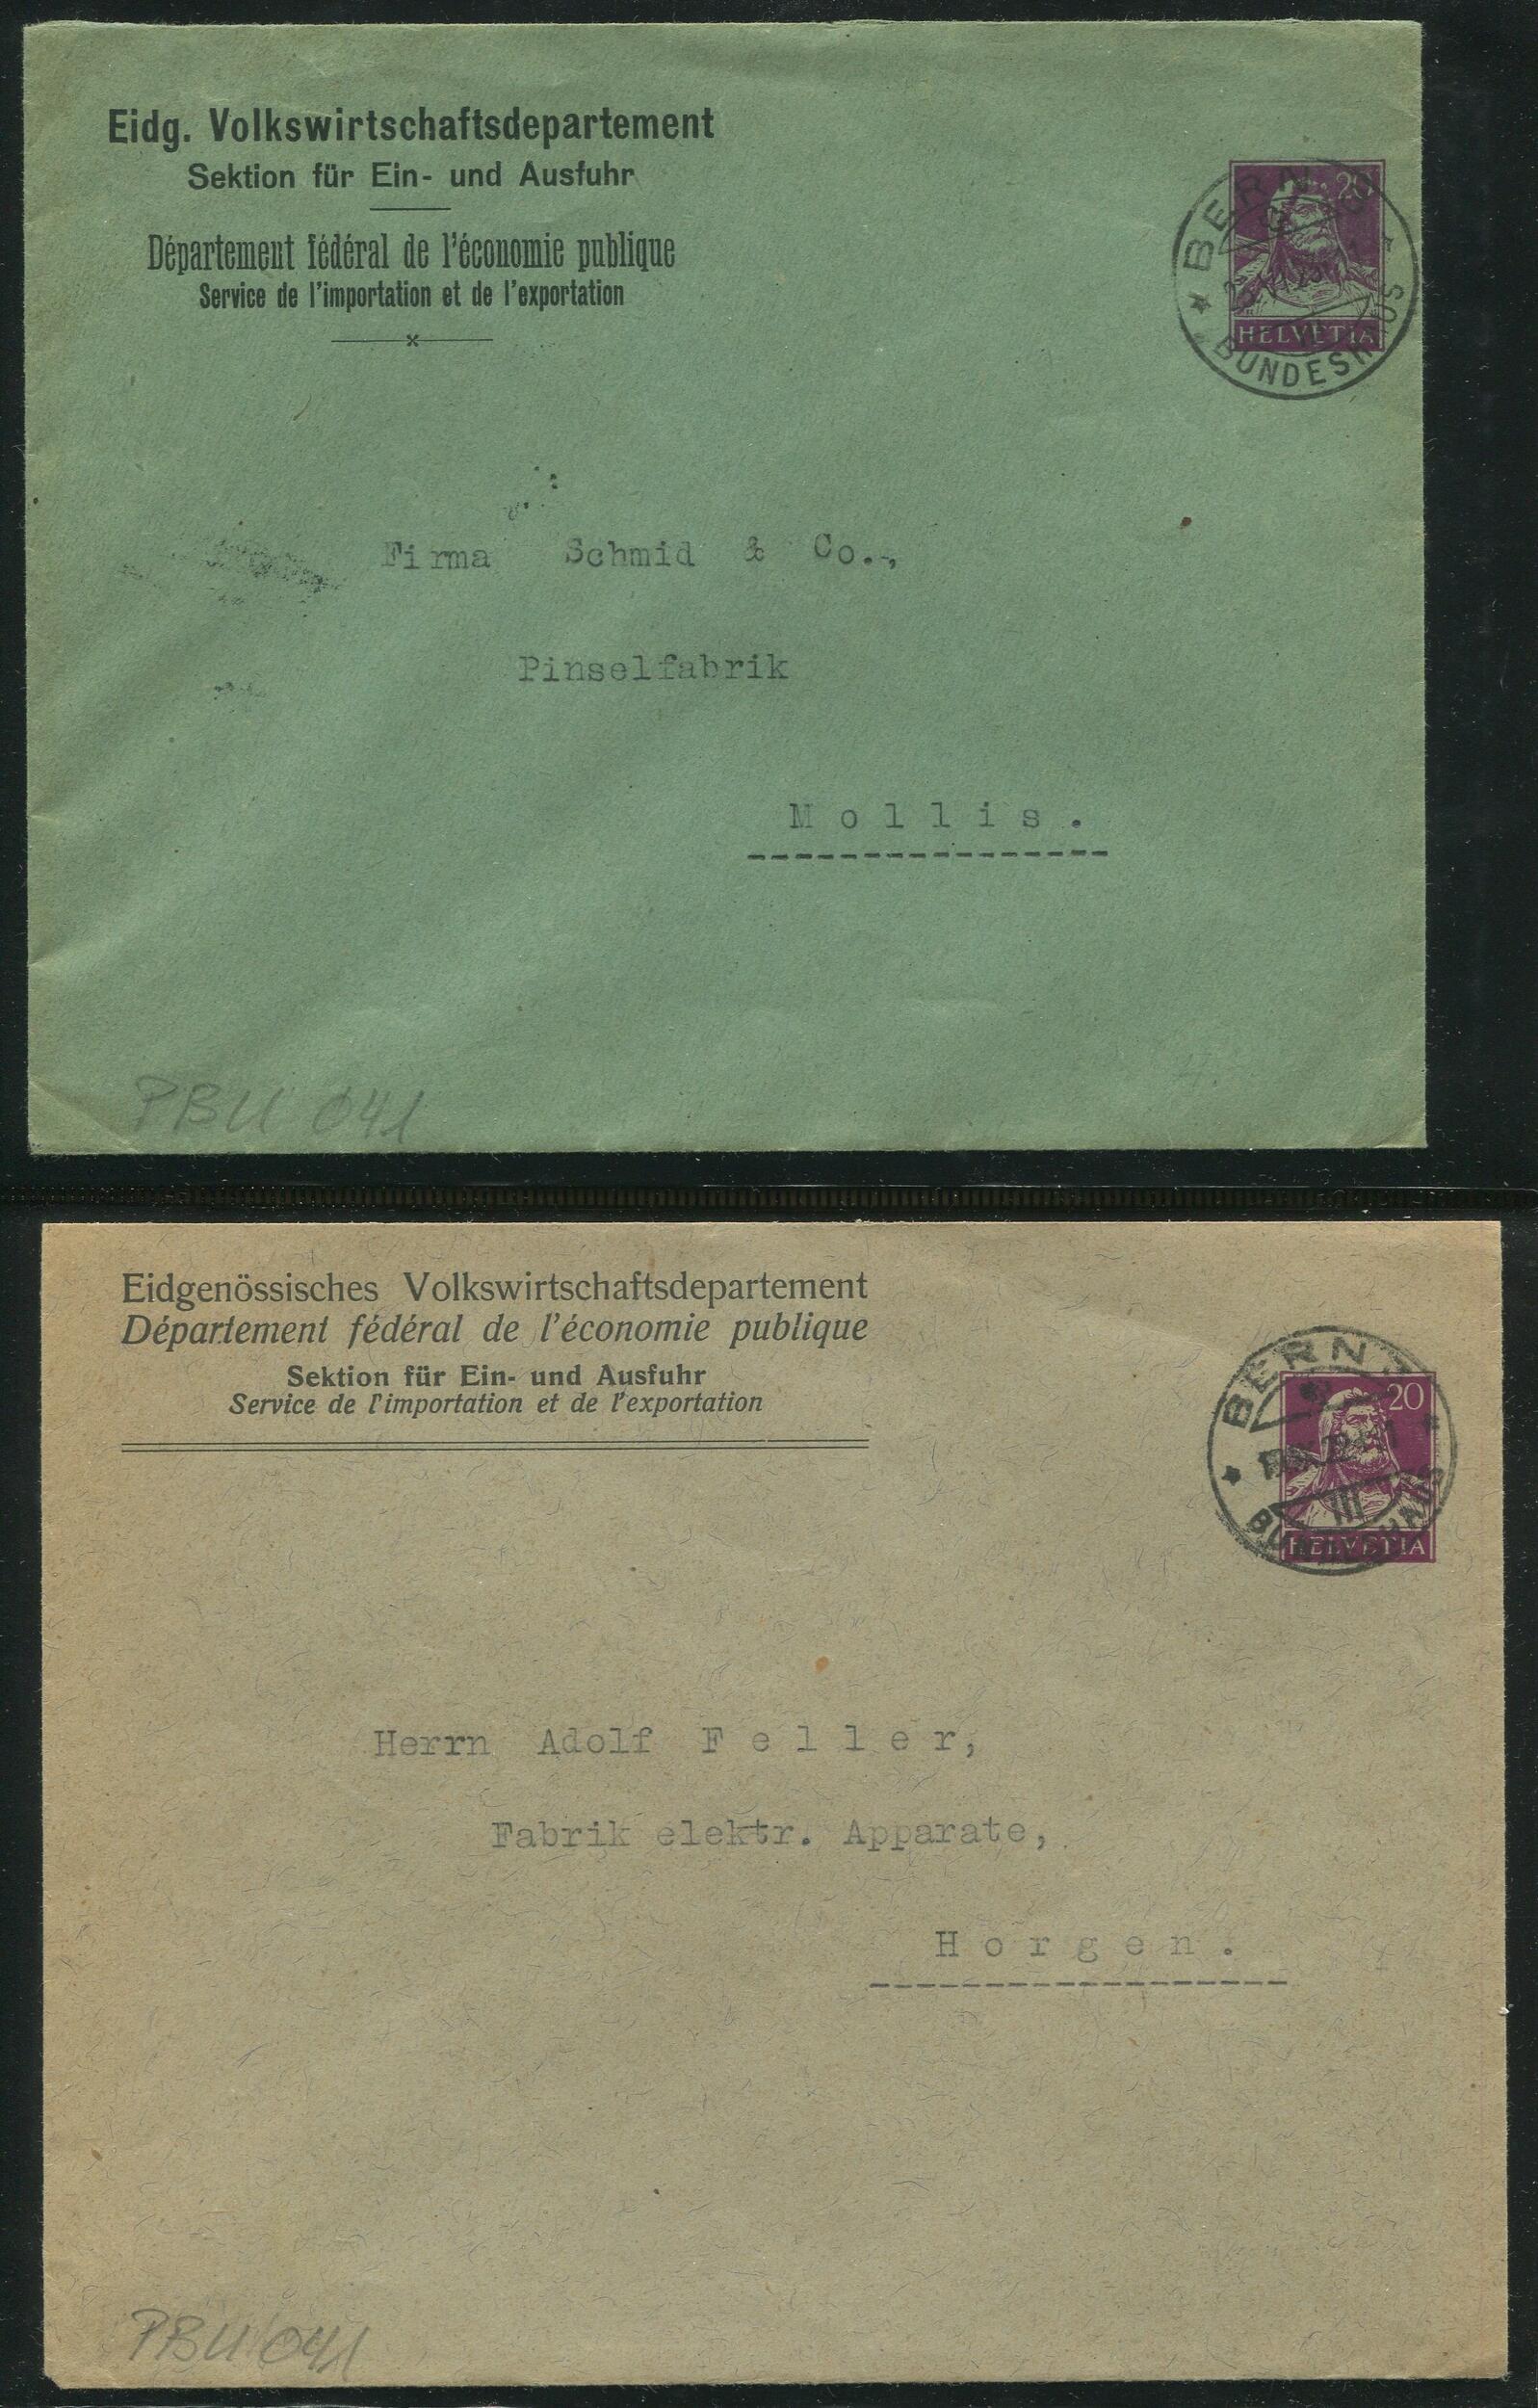 Eidg. Volkswirtschaftsdepartement
Sektion für Ein- und Ausfuhr
Département fédéral de l'économie publique
Service de l'importation et de l'exportation
20
HELVETIA
BERN
BUNDESHAUS
Firma Schmid & Co.,
Pinselfabrik
Mollis.
PBU 041
Eidgenössisches Volkswirtschaftsdepartement
Département fédéral de l'économie publique
Sektion für Ein- und Ausfuhr
Service de l'importation et de l'exportation
20
HELVETIA
BERN
III
BUNDESHAUS
Herrn Adolf Feller,
Fabrik elektr. Apparate,
Horgen.
PBU 041